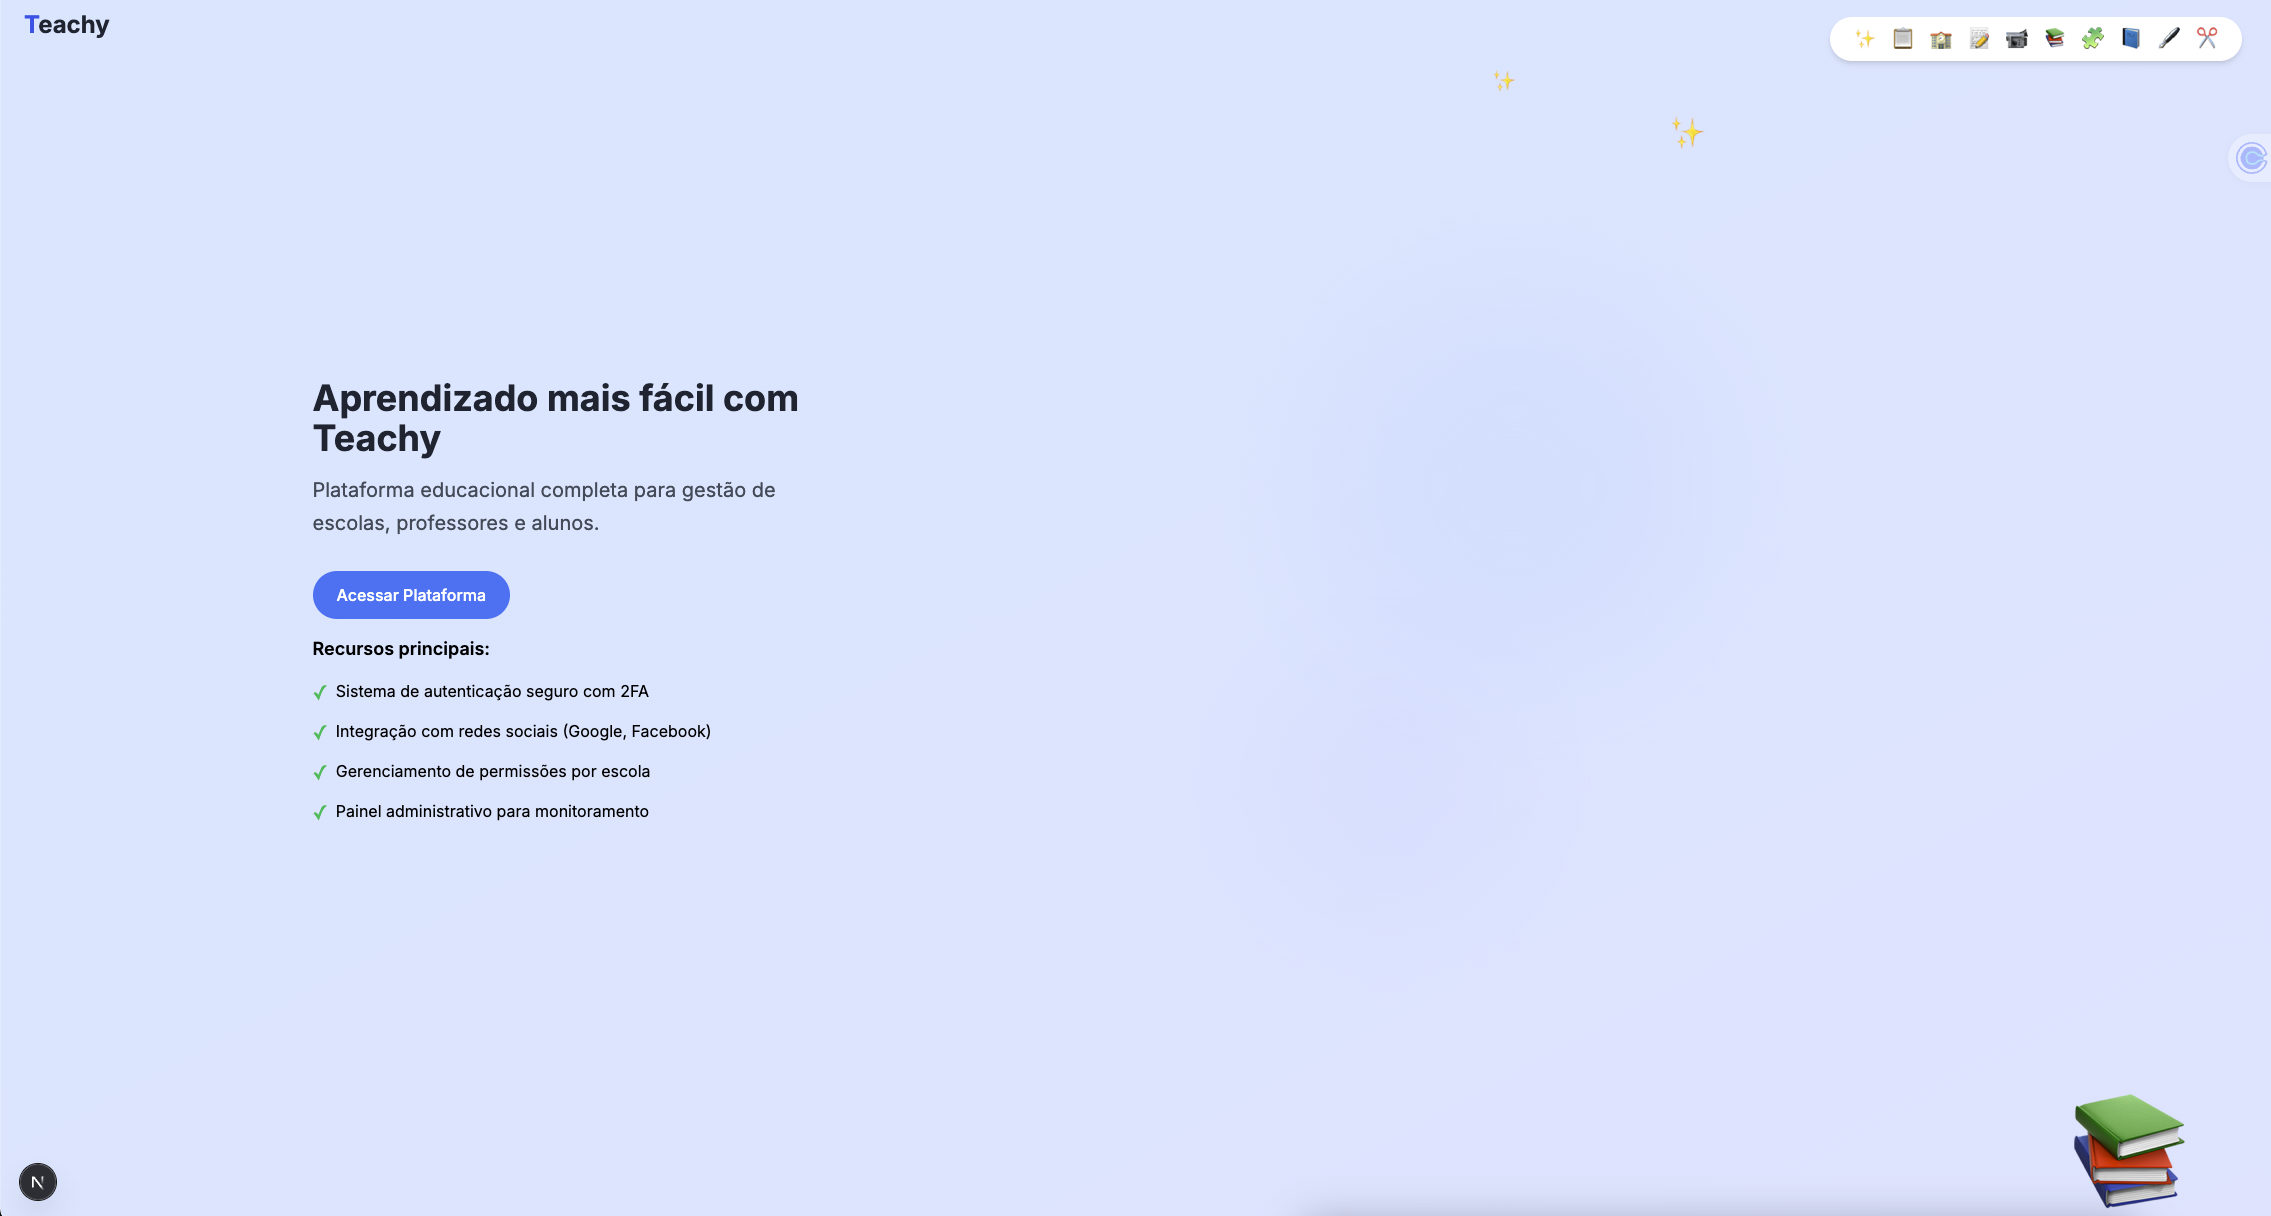 Teachy
Aprendizado mais fácil com
Teachy
Plataforma educacional completa para gestão de
escolas, professores e alunos.
Acessar Plataforma
Recursos principais:
Sistema de autenticação seguro com 2FA
Integração com redes sociais (Google, Facebook)
Gerenciamento de permissões por escola
Painel administrativo para monitoramento
N